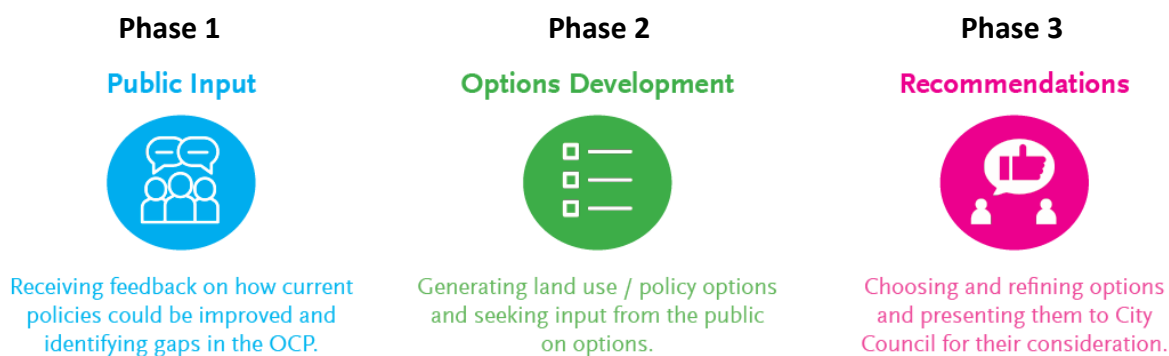 Phase 1
Public Input
Receiving feedback on how current
policies could be improved and
identifying gaps in the OCP.
Phase 2
Options Development
Generating land use / policy options
and seeking input from the public
on options.
Phase 3
Recommendations
Choosing and refining options
and presenting them to City
Council for their consideration.